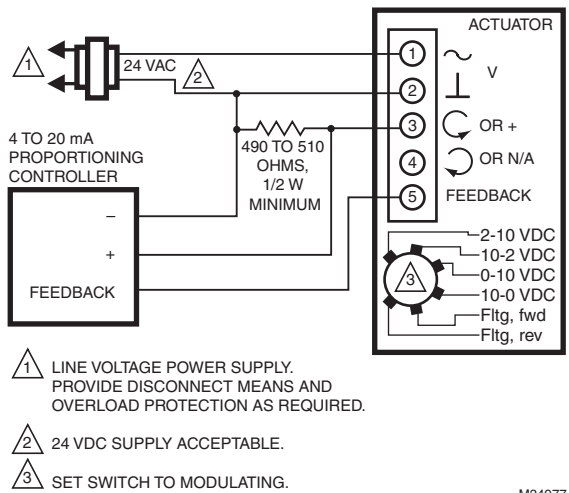 ACTUATOR
1
24 VAC
2
1
V
2
3
OR +
490 TO 510
OHMS,
1/2 W
MINIMUM
4
OR N/A
5
FEEDBACK
4 TO 20 mA
PROPORTIONING
CONTROLLER
–
+
FEEDBACK
3
2-10 VDC
10-2 VDC
0-10 VDC
10-0 VDC
Fltg, fwd
Fltg, rev
1 LINE VOLTAGE POWER SUPPLY.
PROVIDE DISCONNECT MEANS AND
OVERLOAD PROTECTION AS REQUIRED.
2 24 VDC SUPPLY ACCEPTABLE.
3 SET SWITCH TO MODULATING.